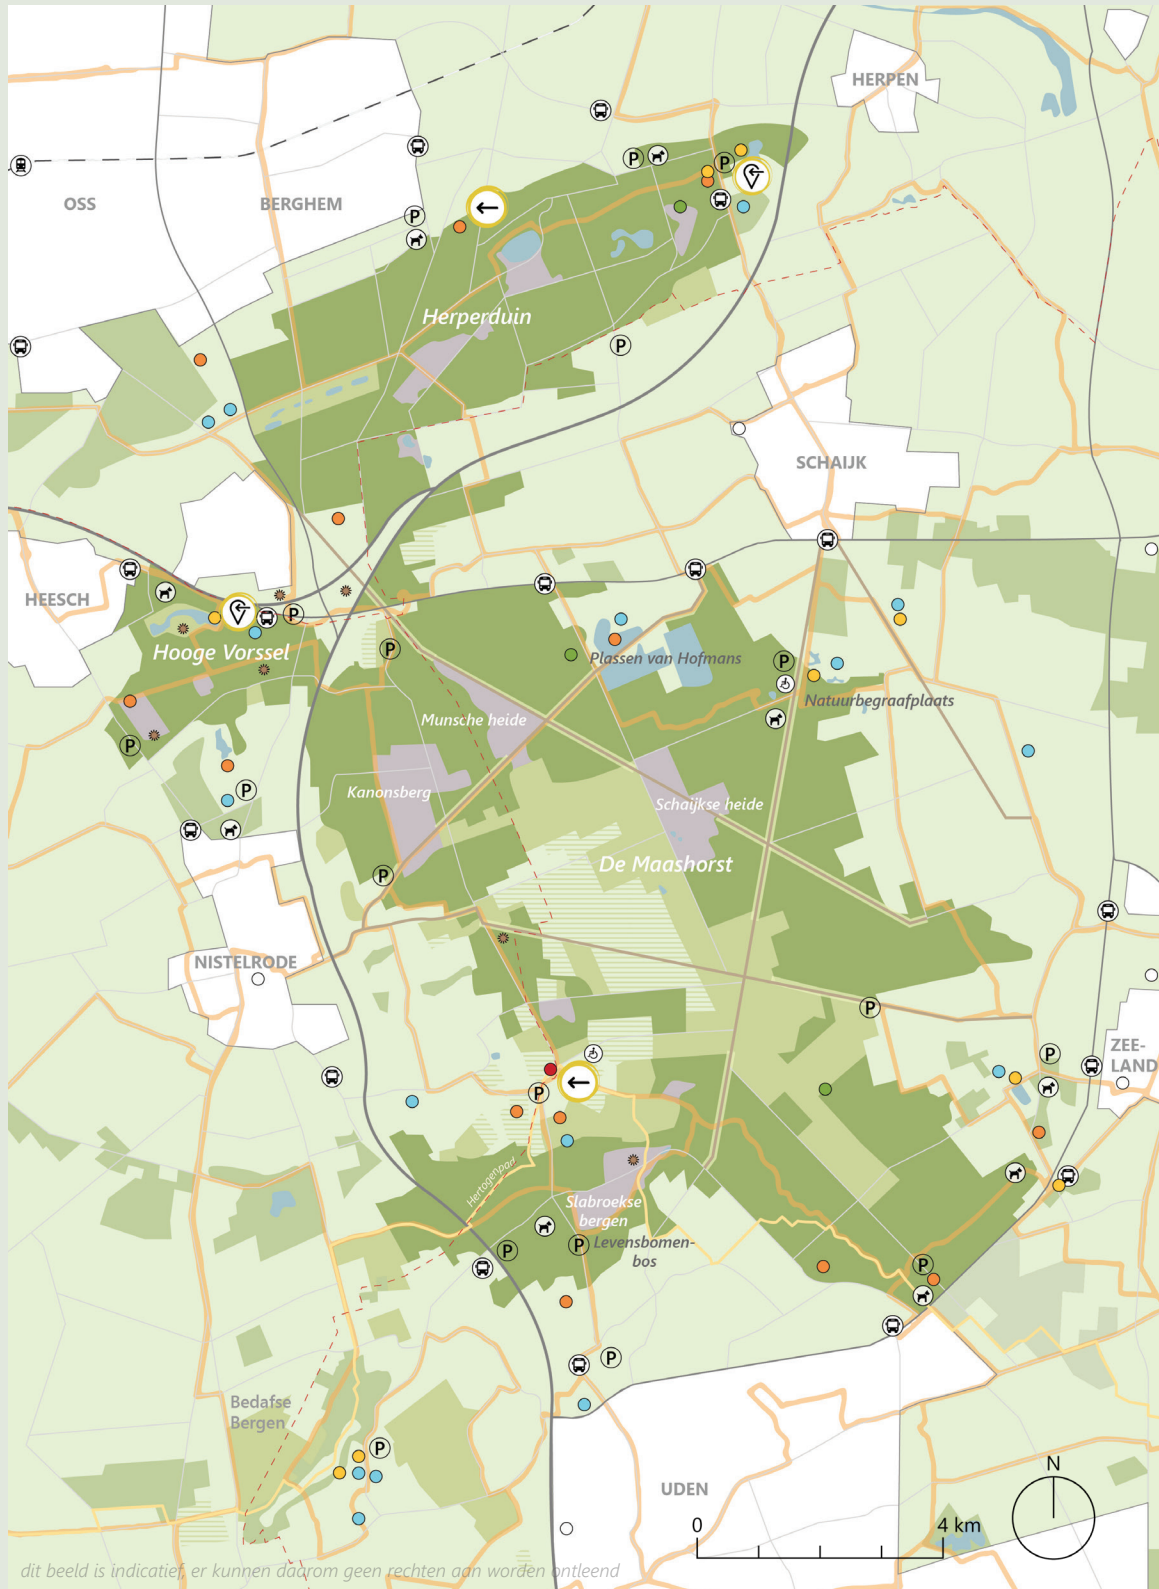 HERPEN
P
P
OSS
BERGHEM
P
Herperduin
P
SCHAIJK
HEESCH
P
Hooge Vorssel
P
Plassen van Hofmans
P
Natuurbegraafplaats
Munsche heide
P
Kanonsberg
P
Schaijkse heide
De Maashorst
P
NISTELRODE
P
ZEE-
LAND
P
P
Hertogenpad
Slabroekse
bergen
P
P
Levensbomen-
bos
P
P
Bedafse
Bergen
P
UDEN
N
0
4 km
dit beeld is indicatief, er kunnen daarom geen rechten aan worden ontleend